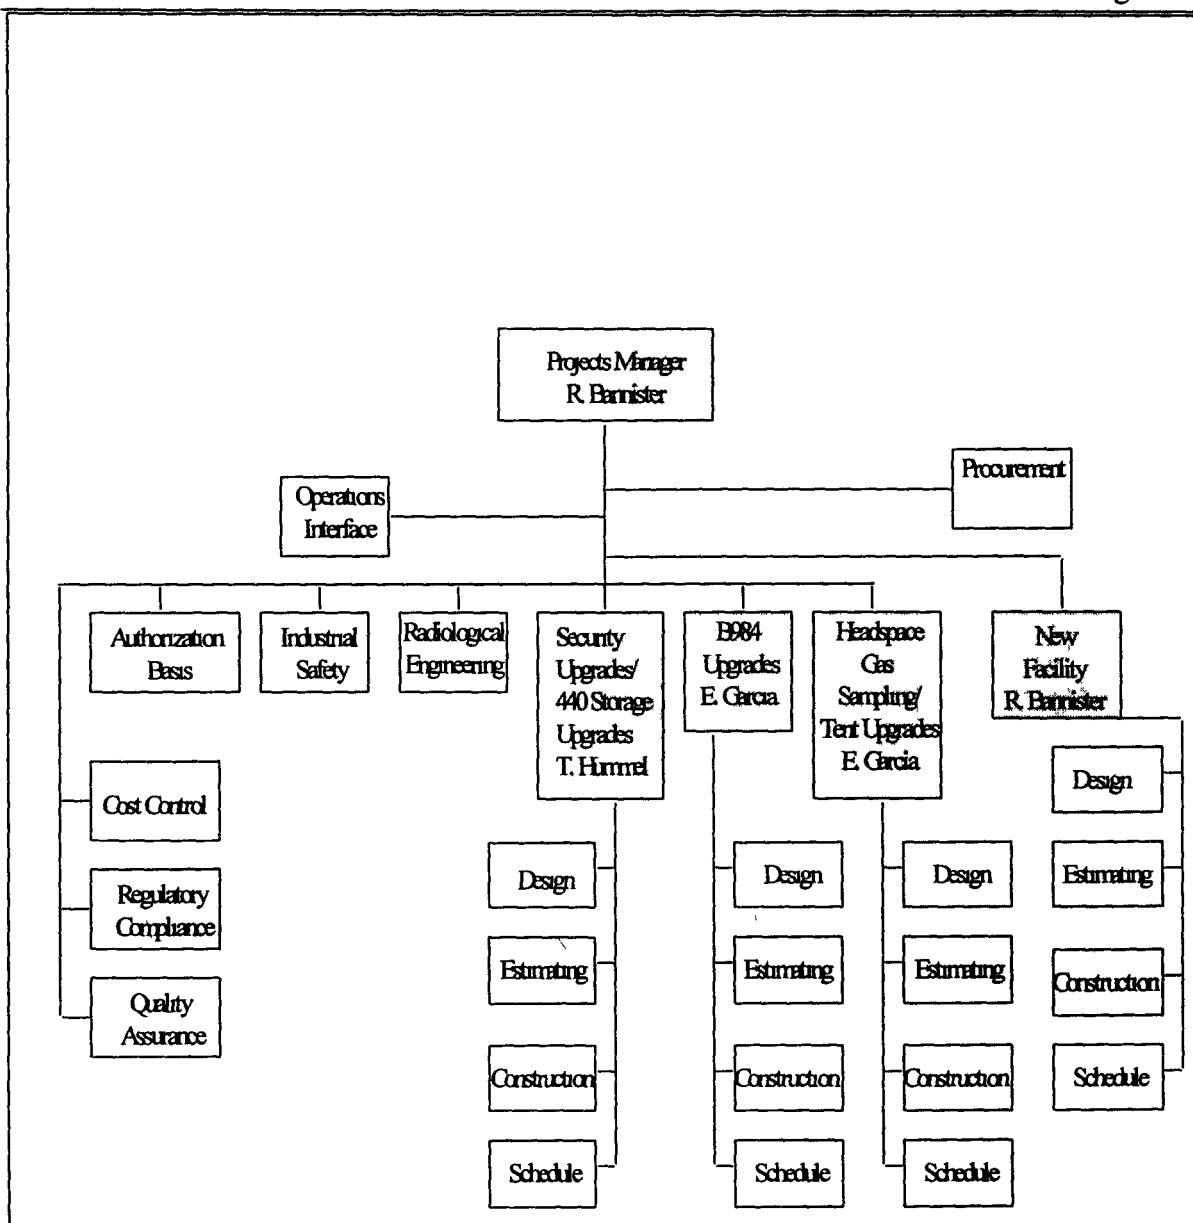 Projects Manager
R. Bannister
Procurement
Operations
Interface
Authorization
Basis
Industrial
Safety
Radiological
Engineering
Security
Upgrades/
440 Storage
Upgrades
T. Hummel
B984
Upgrades
E. Garcia
Headspace
Gas
Sampling/
Tent Upgrades
E. Garcia
New
Facility
R. Bannister
Cost Control
Regulatory
Compliance
Quality
Assurance
Design
Estimating
Construction
Schedule
Design
Estimating
Construction
Schedule
Design
Estimating
Construction
Schedule
Design
Estimating
Construction
Schedule